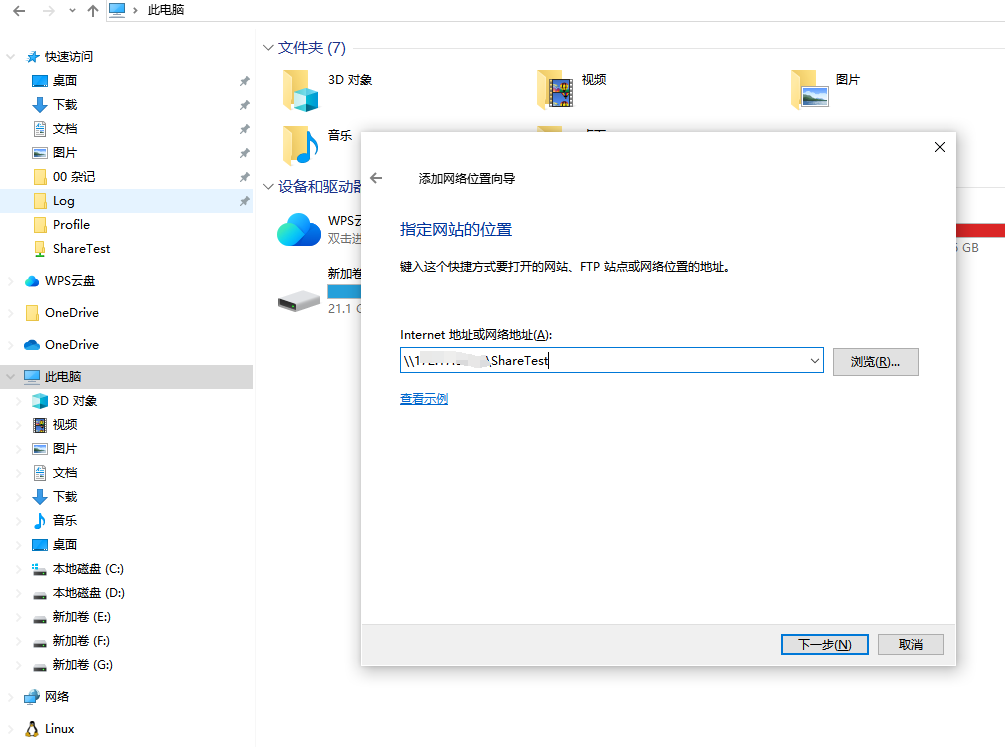 此电脑
快速访问
桌面
下载
文档
图片
00 杂记
Log
Profile
ShareTest
WPS云盘
OneDrive
OneDrive
此电脑
3D 对象
视频
图片
文档
下载
音乐
桌面
本地磁盘 (C:)
本地磁盘 (D:)
新加卷 (E:)
新加卷 (F:)
新加卷 (G:)
网络
Linux
文件夹 (7)
3D 对象
视频
图片
音乐
设备和驱动器
WPS云
双击进
新加卷
21.1
GB
添加网络位置向导
指定网站的位置
键入这个快捷方式要打开的网站、FTP 站点或网络位置的地址。
Internet 地址或网络地址(A):
\ShareTest
浏览(R)...
查看示例
下一步(N)
取消